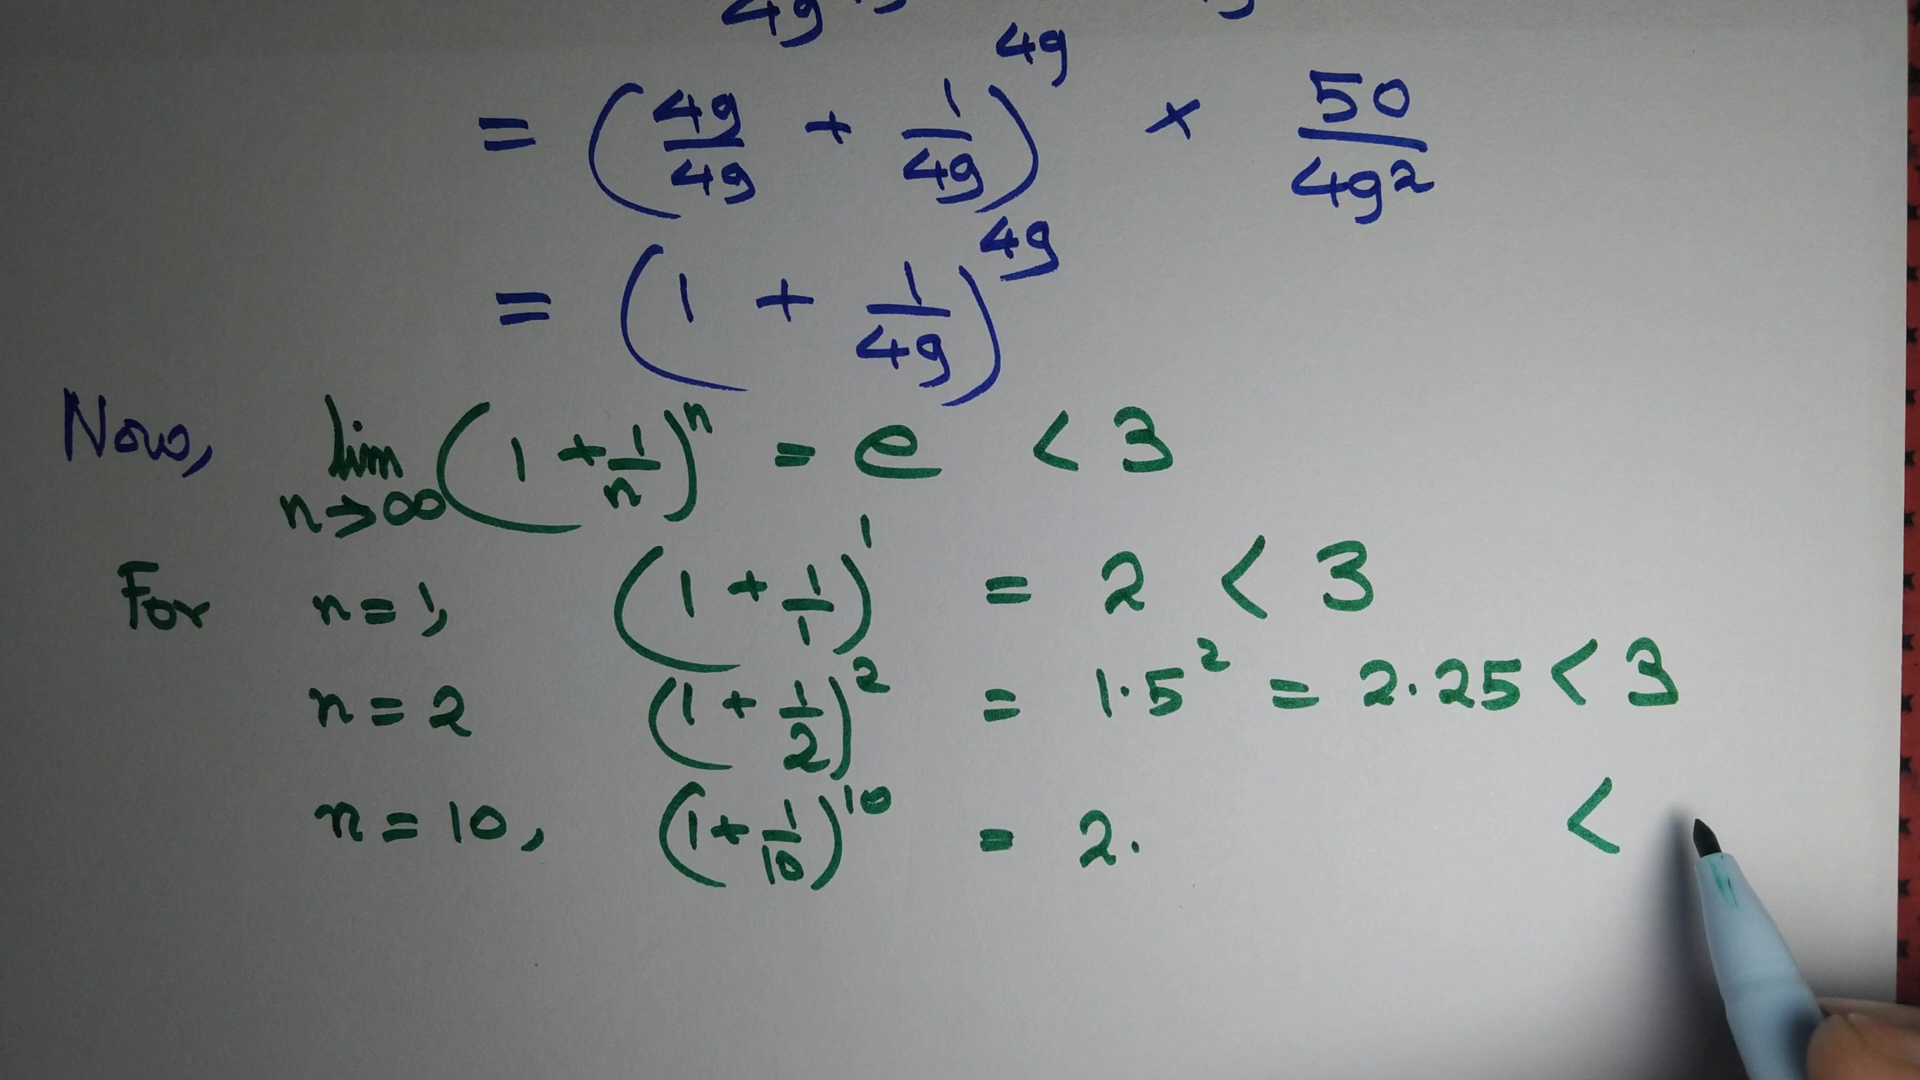 = (49/49 + 1/49)^49 × 50/49²
= (1 + 1/49)^49
Now, lim n→∞ (1 + 1/n)^n = e < 3
For n=1, (1 + 1/1)^1 = 2 < 3
n=2 (1 + 1/2)^2 = 1.5² = 2.25 < 3
n=10, (1 + 1/10)^10 = 2. <